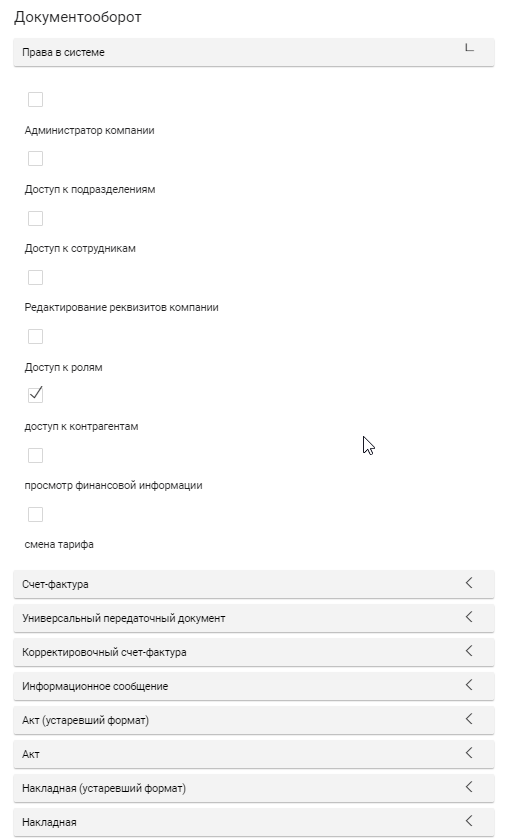 Документооборот
Права в системе
Администратор компании
Доступ к подразделениям
Доступ к сотрудникам
Редактирование реквизитов компании
Доступ к ролям
доступ к контрагентам
просмотр финансовой информации
смена тарифа
Счет-фактура
Универсальный передаточный документ
Корректировочный счет-фактура
Информационное сообщение
Акт (устаревший формат)
Акт
Накладная (устаревший формат)
Накладная